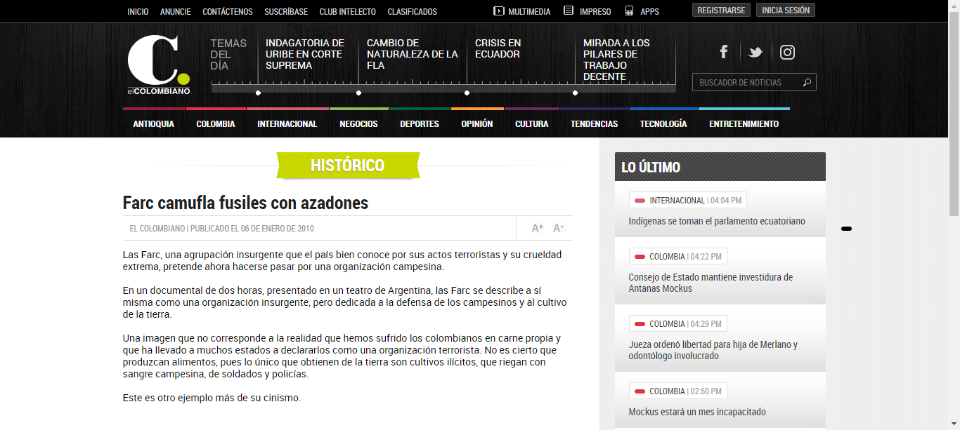 INICIO ANUNCIE CONTÁCTENOS SUSCRÍBASE CLUB INTELECTO CLASIFICADOS MULTIMEDIA IMPRESO APPS REGISTRARSE INICIA SESIÓN
C.
elCOLOMBIANO
TEMAS
DEL
DÍA
INDAGATORIA DE
URIBE EN CORTE
SUPREMA
CAMBIO DE
NATURALEZA DE LA
FLA
CRISIS EN
ECUADOR
MIRADA A LOS
PILARES DE
TRABAJO
DECENTE
BUSCADOR DE NOTICIAS
ANTIOQUIA COLOMBIA INTERNACIONAL NEGOCIOS DEPORTES OPINIÓN CULTURA TENDENCIAS TECNOLOGÍA ENTRETENIMIENTO
HISTÓRICO
Farc camufla fusiles con azadones
EL COLOMBIANO | PUBLICADO EL 06 DE ENERO DE 2010
A+ A-
Las Farc, una agrupación insurgente que el país bien conoce por sus actos terroristas y su crueldad
extrema, pretende ahora hacerse pasar por una organización campesina.
En un documental de dos horas, presentado en un teatro de Argentina, las Farc se describe a sí
misma como una organización insurgente, pero dedicada a la defensa de los campesinos y al cultivo
de la tierra.
Una imagen que no corresponde a la realidad que hemos sufrido los colombianos en carne propia y
que ha llevado a muchos estados a declararlos como una organización terrorista. No es cierto que
produzcan alimentos, pues lo único que obtienen de la tierra son cultivos ilícitos, que riegan con
sangre campesina, de soldados y policías.
Este es otro ejemplo más de su cinismo.
LO ÚLTIMO
INTERNACIONAL | 04:04 PM
Indígenas se toman el parlamento ecuatoriano
COLOMBIA | 04:22 PM
Consejo de Estado mantiene investidura de
Antanas Mockus
COLOMBIA | 04:29 PM
Jueza ordenó libertad para hija de Merlano y
odontólogo involucrado
COLOMBIA | 02:50 PM
Mockus estará un mes incapacitado